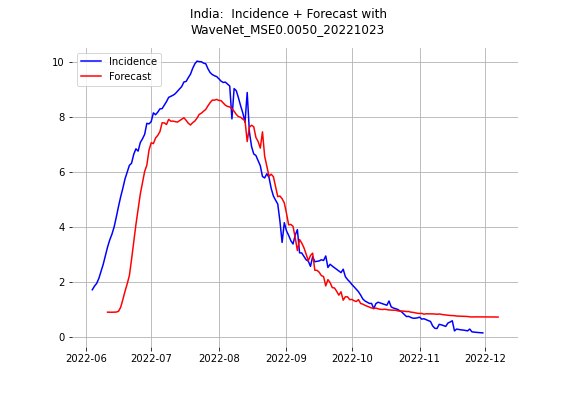 India:  Incidence + Forecast with
WaveNet_MSE0.0050_20221023
Incidence
Forecast
10
8
6
4
2
0
2022-06 2022-07 2022-08 2022-09 2022-10 2022-11 2022-12